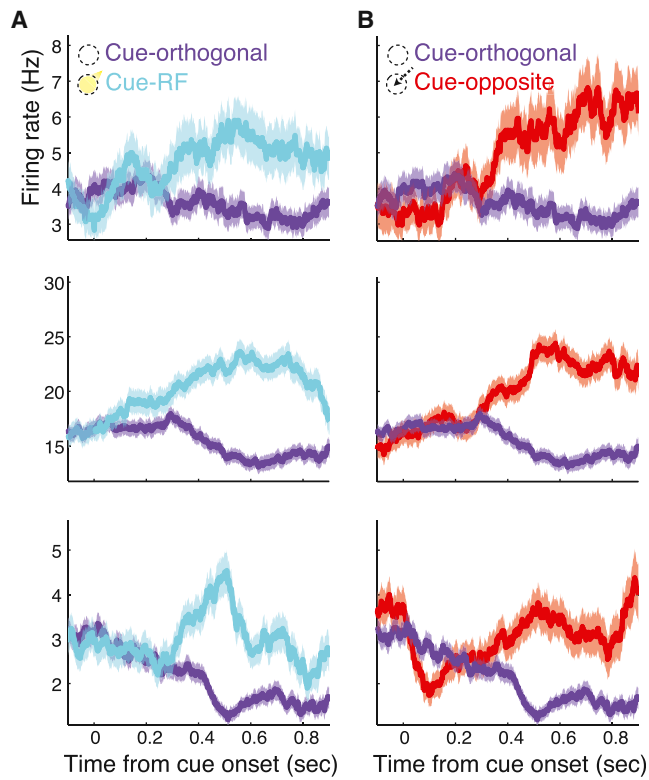 A
B
Cue-orthogonal
Cue-RF
Cue-orthogonal
Cue-opposite
Firing rate (Hz)
8
7
6
5
4
3
30
25
20
15
5
4
3
2
0 0.2 0.4 0.6 0.8
0 0.2 0.4 0.6 0.8
Time from cue onset (sec)
Time from cue onset (sec)